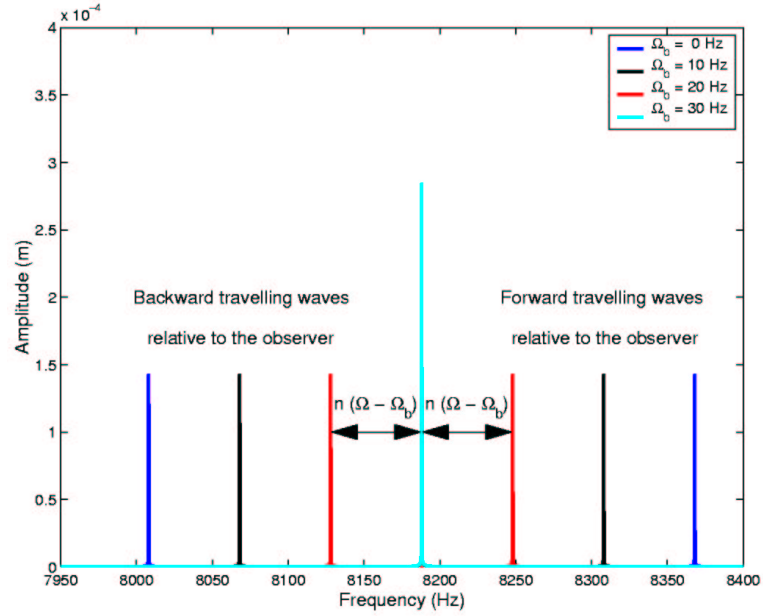 x 10⁻⁴
4
3.5
3
2.5
2
1.5
1
0.5
0
Amplitude (m)
Ω_b = 0 Hz
Ω_b = 10 Hz
Ω_b = 20 Hz
Ω_b = 30 Hz
Backward travelling waves
relative to the observer
Forward travelling waves
relative to the observer
n (Ω − Ω_b)
n (Ω − Ω_b)
7950 8000 8050 8100 8150 8200 8250 8300 8350 8400
Frequency (Hz)